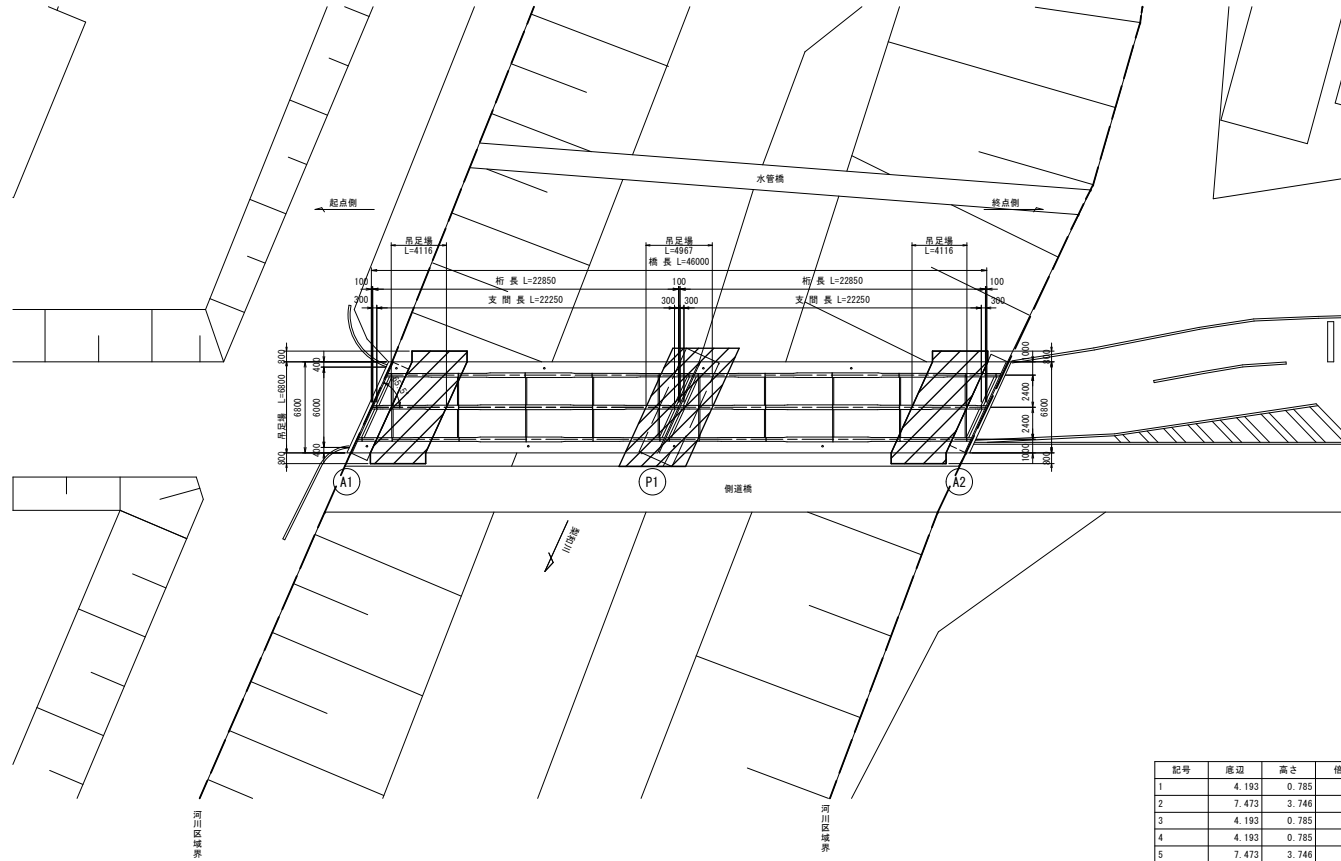 水管橋
起点側
終点側
吊足場
L=4116
吊足場
L=4967
吊足場
L=4116
橋 長 L=46000
100
桁 長 L=22850
100
桁 長 L=22850
100
300
支 間 長 L=22250
300
300
支 間 長 L=22250
300
800
400
吊足場 L=6800
6800
6000
400
800
1000
800
2400
2400
6800
1000
800
A1
P1
A2
側道橋
河川区域界
河川区域界
記号
底辺
高さ
1
4.193
0.785
2
7.473
3.746
3
4.193
0.785
4
4.193
0.785
5
7.473
3.746